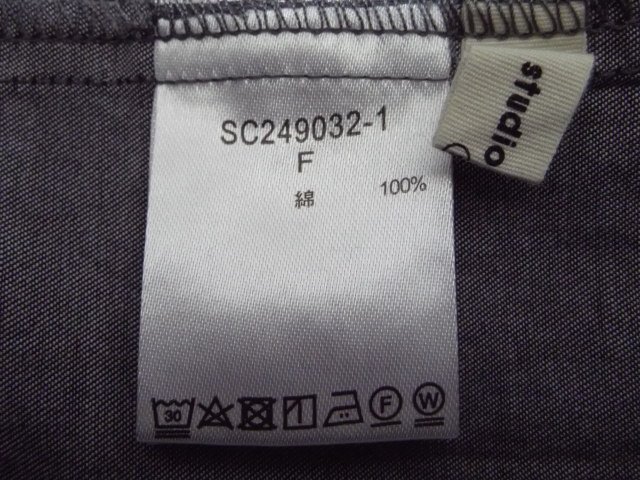 SC249032-1
F
綿 100%
30 F W
studio